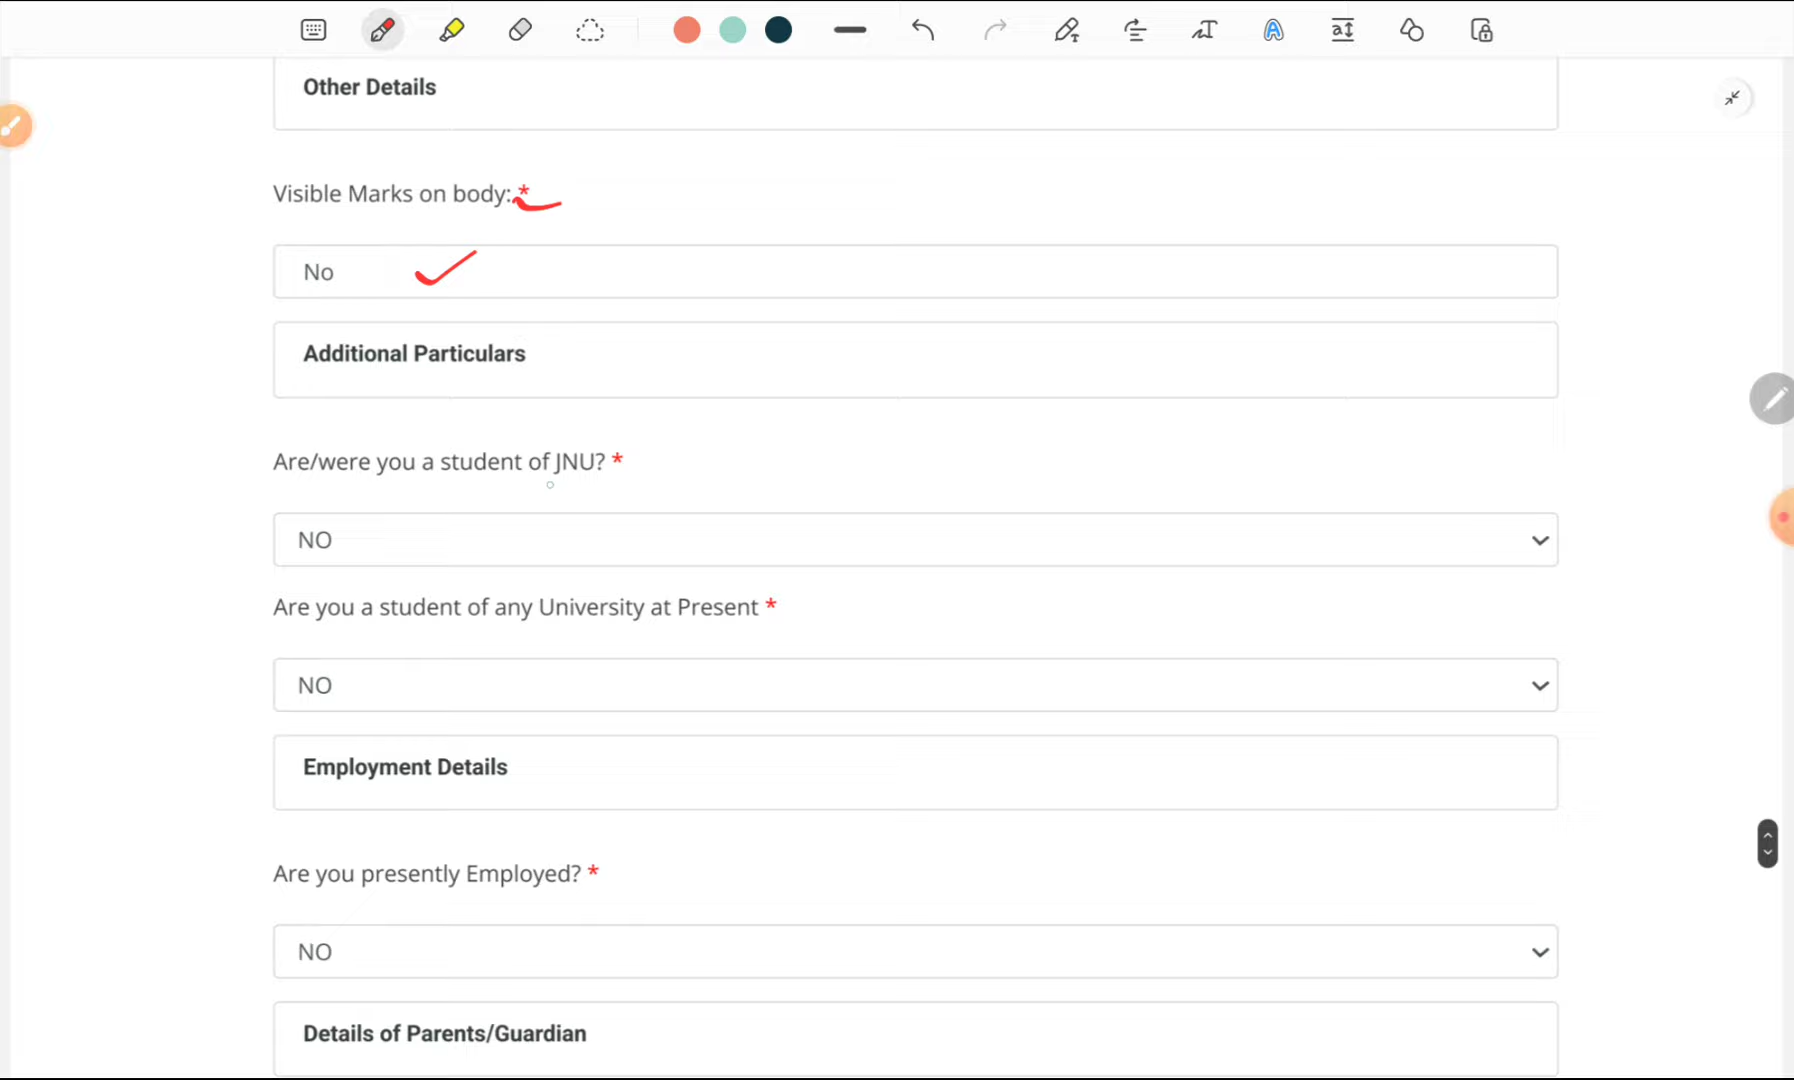 Other Details
Visible Marks on body: *
No
Additional Particulars
Are/were you a student of JNU? *
NO
Are you a student of any University at Present *
NO
Employment Details
Are you presently Employed? *
NO
Details of Parents/Guardian